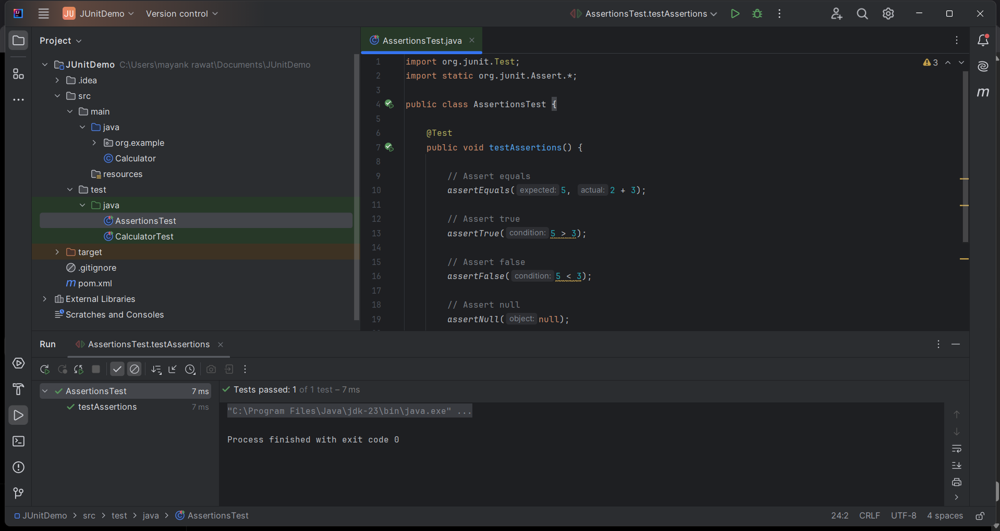 JU JUnitDemo Version control AssertionsTest.testAssertions
Project
JUnitDemo C:\Users\mayank rawat\Documents\JUnitDemo
.idea
src
main
java
org.example
Calculator
resources
test
java
AssertionsTest
CalculatorTest
target
.gitignore
pom.xml
External Libraries
Scratches and Consoles
AssertionsTest.java
3
1 import org.junit.Test;
2 import static org.junit.Assert.*;
3
4 public class AssertionsTest {
5
6 @Test
7 public void testAssertions() {
8
9 // Assert equals
10 assertEquals( expected: 5, actual: 2 + 3);
11
12 // Assert true
13 assertTrue( condition: 5 > 3);
14
15 // Assert false
16 assertFalse( condition: 5 < 3);
17
18 // Assert null
19 assertNull( object: null);
m
Run AssertionsTest.testAssertions
AssertionsTest 7 ms
testAssertions 7 ms
Tests passed: 1 of 1 test – 7 ms
"C:\Program Files\Java\jdk-23\bin\java.exe" ...
Process finished with exit code 0
JUnitDemo > src > test > java > AssertionsTest
24:2 CRLF UTF-8 4 spaces